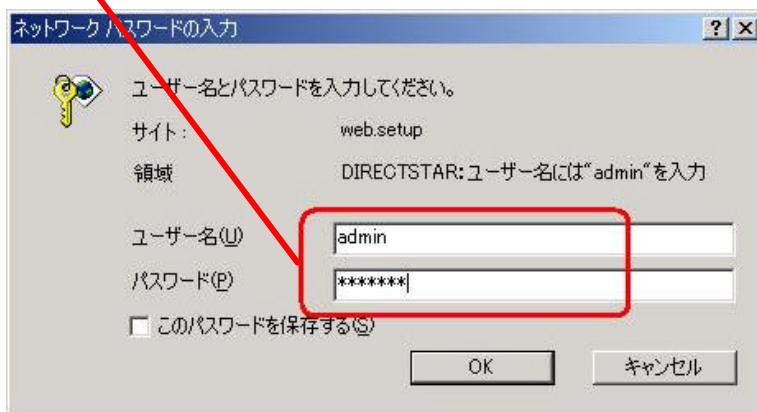 ネットワーク パスワードの入力
ユーザー名とパスワードを入力してください。
サイト: web.setup
領域 DIRECTSTAR:ユーザー名には"admin"を入力
ユーザー名(U) admin
パスワード(P) *******
このパスワードを保存する(S)
OK キャンセル